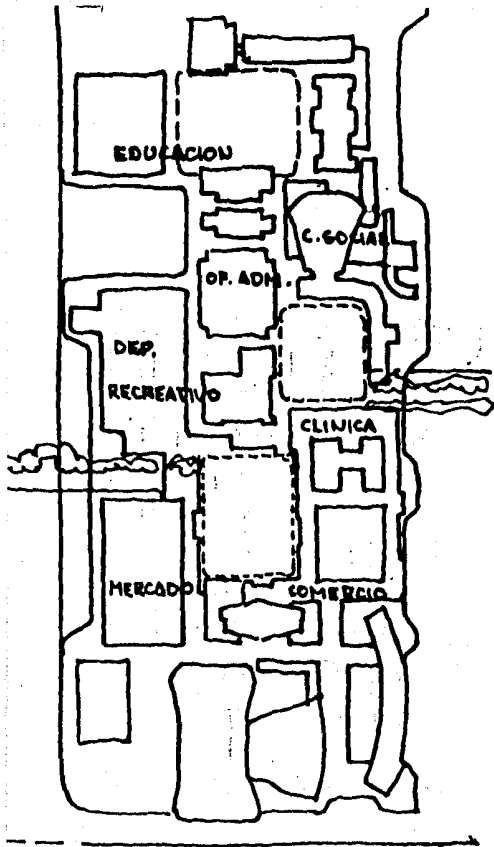 EDUCACION
C. SOCIAL
OF. ADM.
DEP.
RECREATIVO
CLINICA
MERCADO
COMERCIO